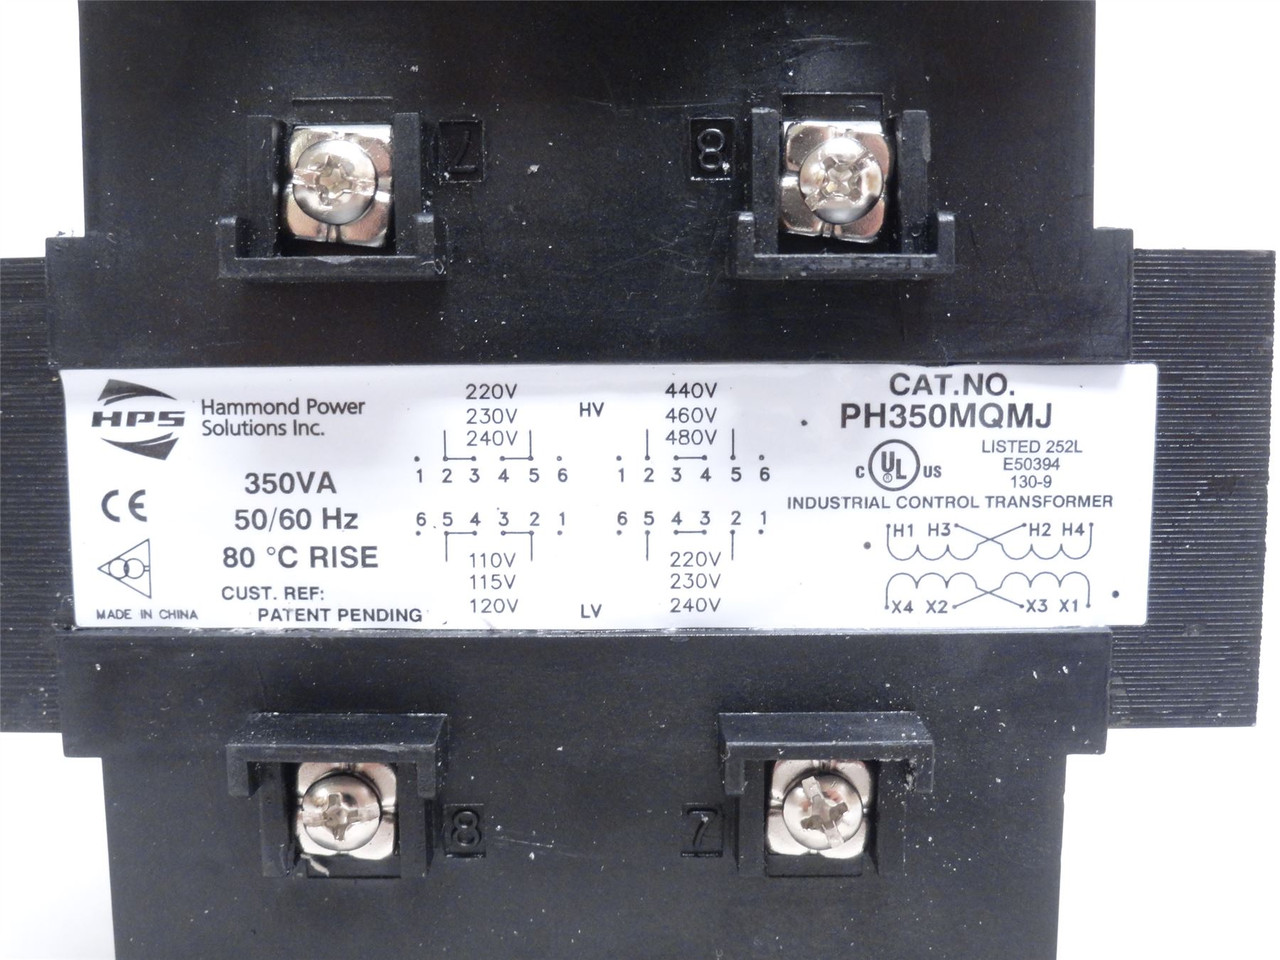 7 8
HPS
Hammond Power
Solutions Inc.
350VA
50/60 Hz
80 °C RISE
CUST. REF:
PATENT PENDING
CE
MADE IN CHINA
220V
230V
240V
HV
440V
460V
480V
1 2 3 4 5 6
1 2 3 4 5 6
6 5 4 3 2 1
6 5 4 3 2 1
110V
115V
120V
LV
220V
230V
240V
CAT.NO.
PH350MQMJ
c UL ® US
LISTED 252L
E50394
130-9
INDUSTRIAL CONTROL TRANSFORMER
H1 H3 H2 H4
X4 X2 X3 X1
8 7